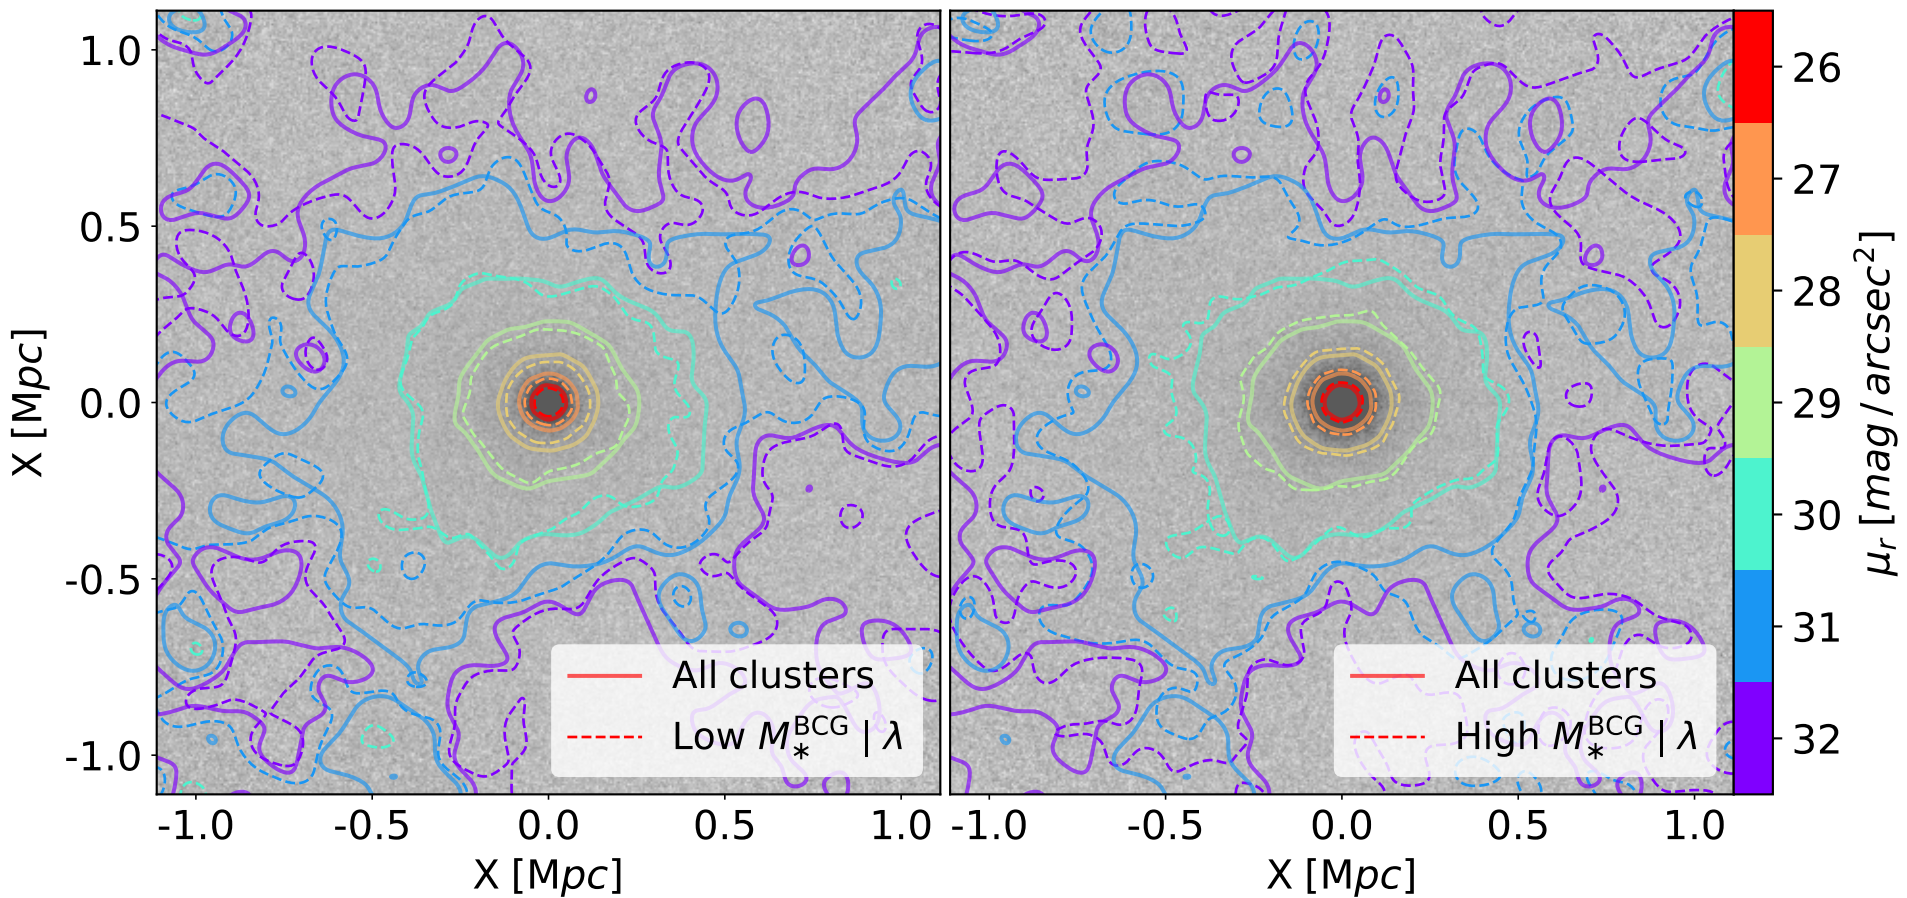 1.0
0.5
0.0
-0.5
-1.0
X [Mpc]
-1.0 -0.5 0.0 0.5 1.0
X [Mpc]
All clusters
Low M∗^BCG | λ
-1.0 -0.5 0.0 0.5 1.0
X [Mpc]
All clusters
High M∗^BCG | λ
26
27
28
29
30
31
32
μr [mag / arcsec²]